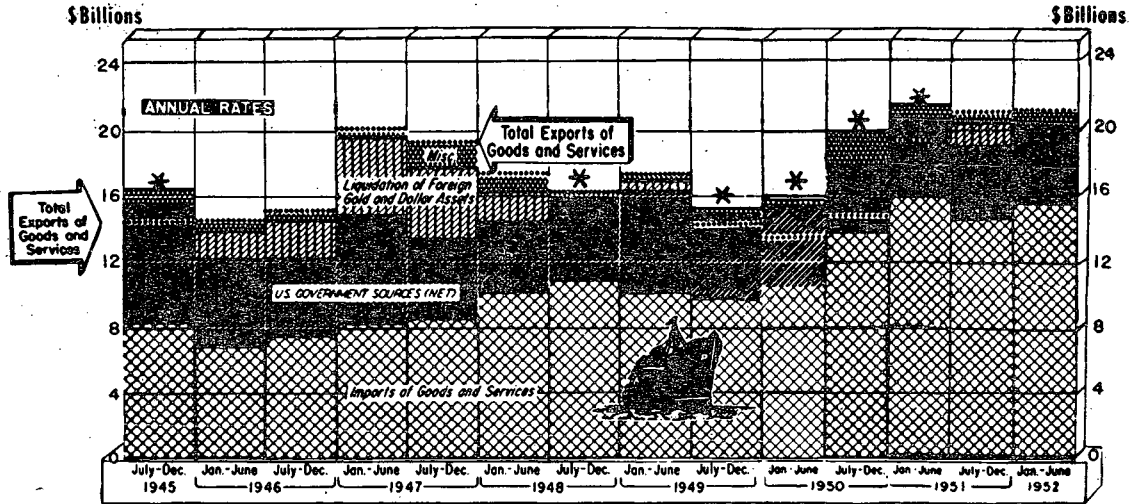 $Billions $Billions
24 24
ANNUAL RATES
20 20
Total Exports of
Goods and Services
Misc.
Liquidation of Foreign
Gold and Dollar Assets
16 16
Total
Exports of
Goods and
Services
12 12
U.S. GOVERNMENT SOURCES (NET)
8 8
Imports of Goods and Services
4 4
0 0
July-Dec. Jan.-June July-Dec. Jan.-June July-Dec. Jan.-June July-Dec. Jan.-June July-Dec. Jan-June July-Dec. Jan-June July-Dec. Jan.-June
1945 1946 1947 1948 1949 1950 1951 1952